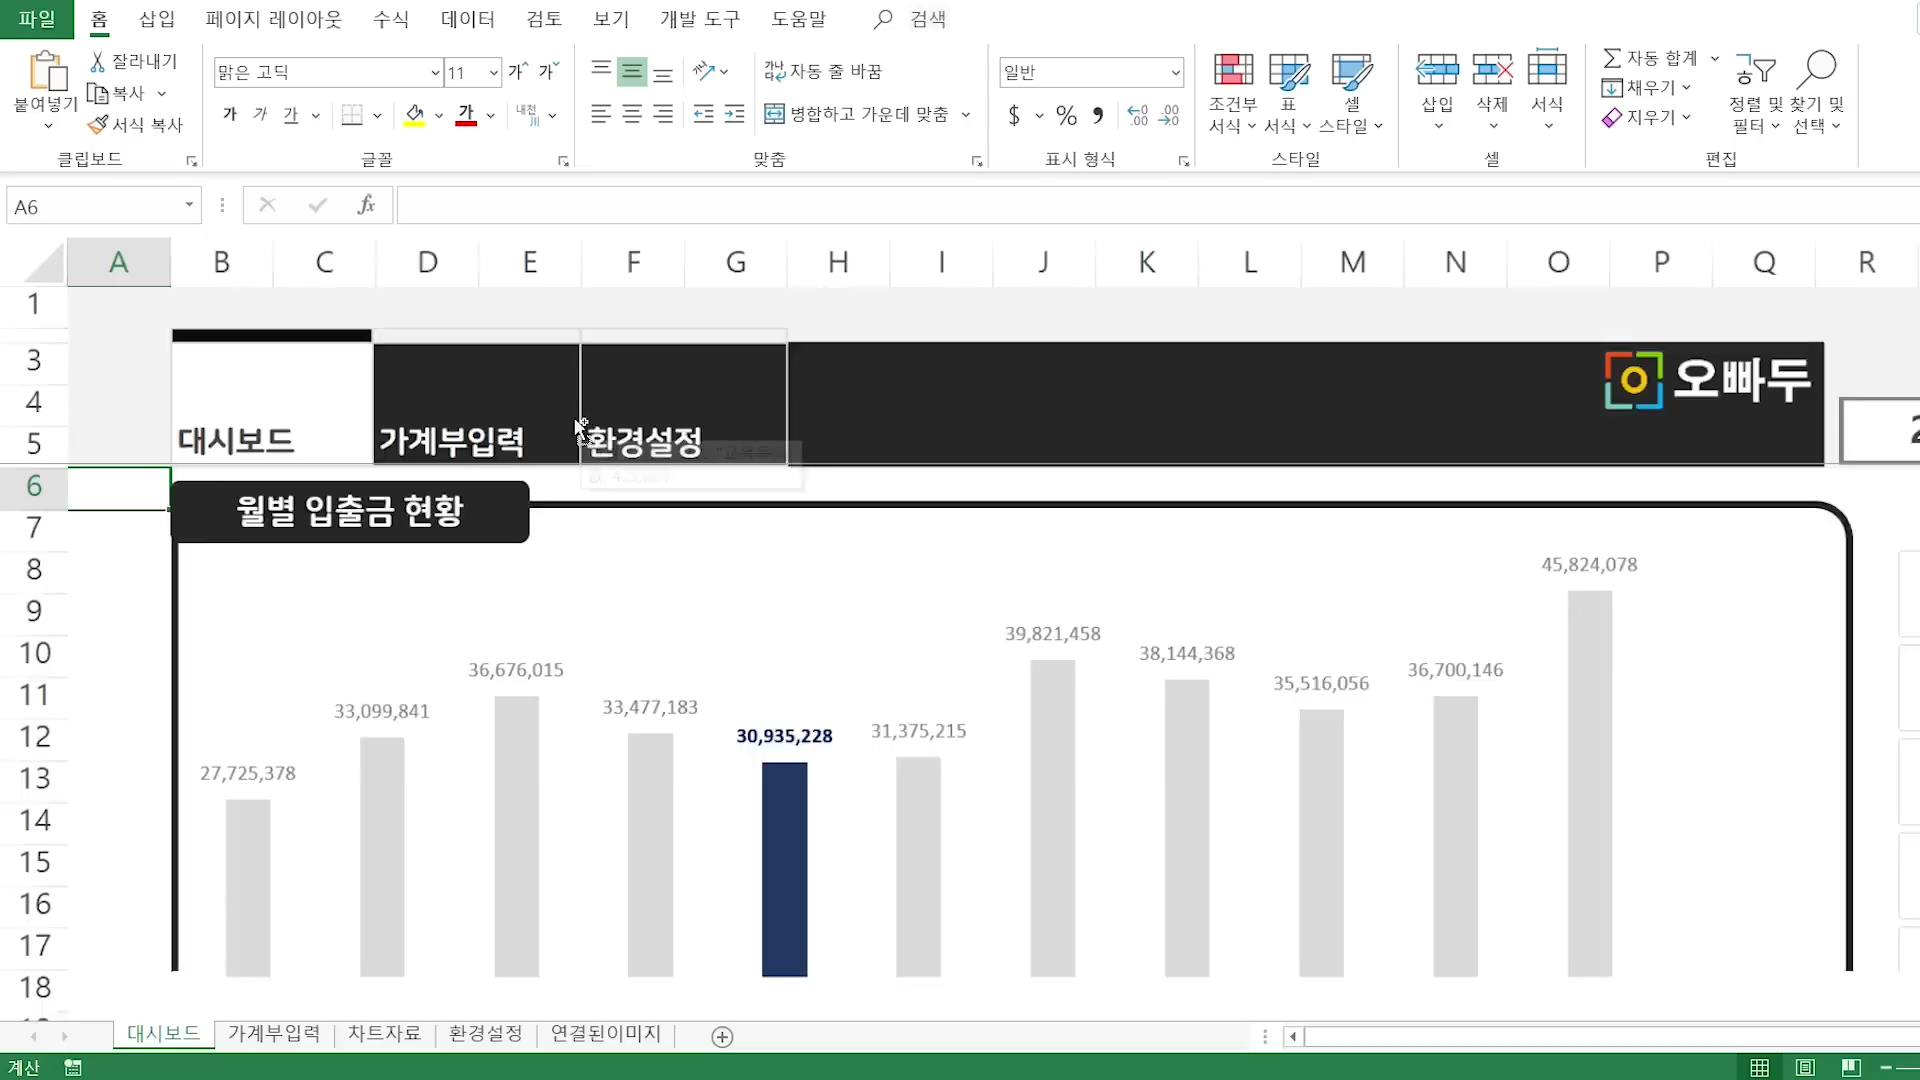 파일 홈 삽입 페이지 레이아웃 수식 데이터 검토 보기 개발 도구 도움말 검색
붙여넣기
잘라내기
복사
서식 복사
클립보드
맑은 고딕 11 가 가
가 가 간 가 내천
글꼴
가나 다 자동 줄 바꿈
병합하고 가운데 맞춤
맞춤
일반
$ % , .00 .00
표시 형식
조건부 서식
표 서식
셀 스타일
스타일
삽입 삭제 서식
셀
자동 합계
채우기
지우기
정렬 및 필터
찾기 및 선택
편집
A6 fx
A B C D E F G H I J K L M N O P Q R
1
3
4
5
6
7
8
9
10
11
12
13
14
15
16
17
18
대시보드 가계부입력 환경설정
오빠두
월별 입출금 현황
27,725,378
33,099,841
36,676,015
33,477,183
30,935,228
31,375,215
39,821,458
38,144,368
35,516,056
36,700,146
45,824,078
대시보드 가계부입력 차트자료 환경설정 연결된이미지
계산